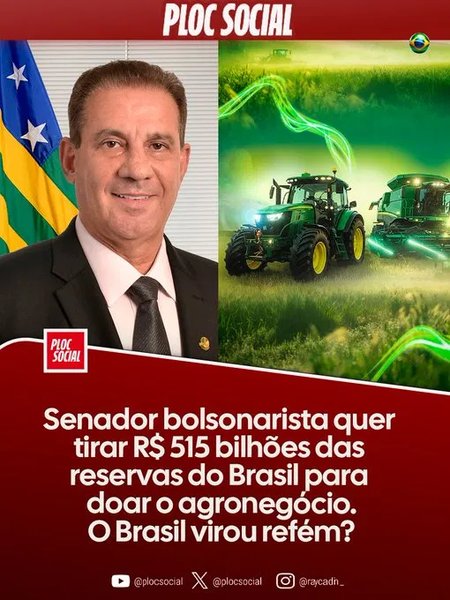 PLOC SOCIAL
PLOC
SOCIAL
Senador bolsonarista quer
tirar R$ 515 bilhões das
reservas do Brasil para
doar o agronegócio.
O Brasil virou refém?
@plocsocial @plocsocial @raycadn_